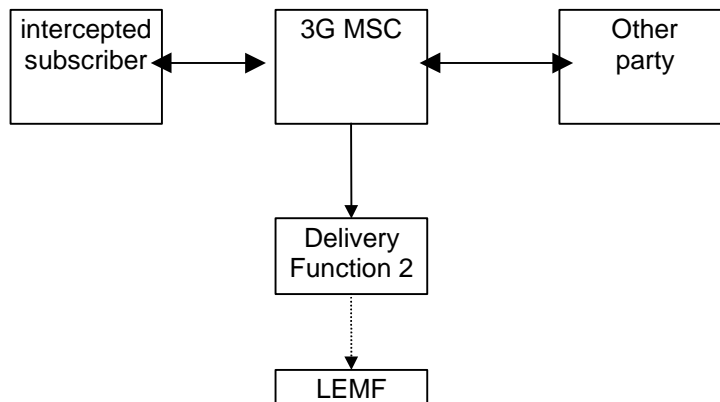 intercepted
subscriber
3G MSC
Other
party
Delivery
Function 2
LEMF